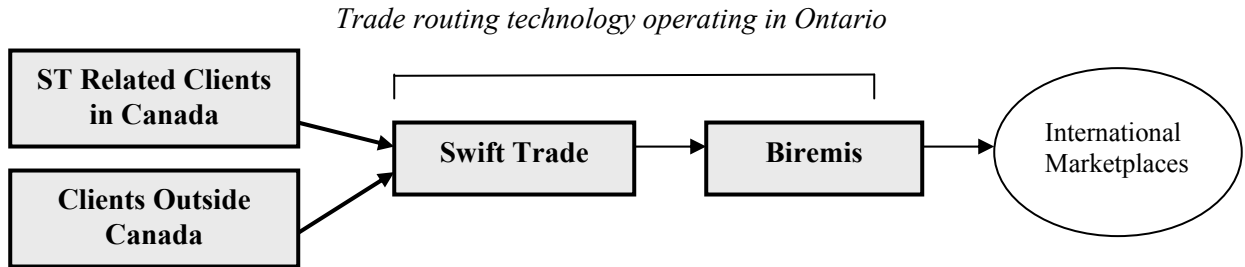 Trade routing technology operating in Ontario
ST Related Clients
in Canada
Swift Trade
Biremis
International
Marketplaces
Clients Outside
Canada